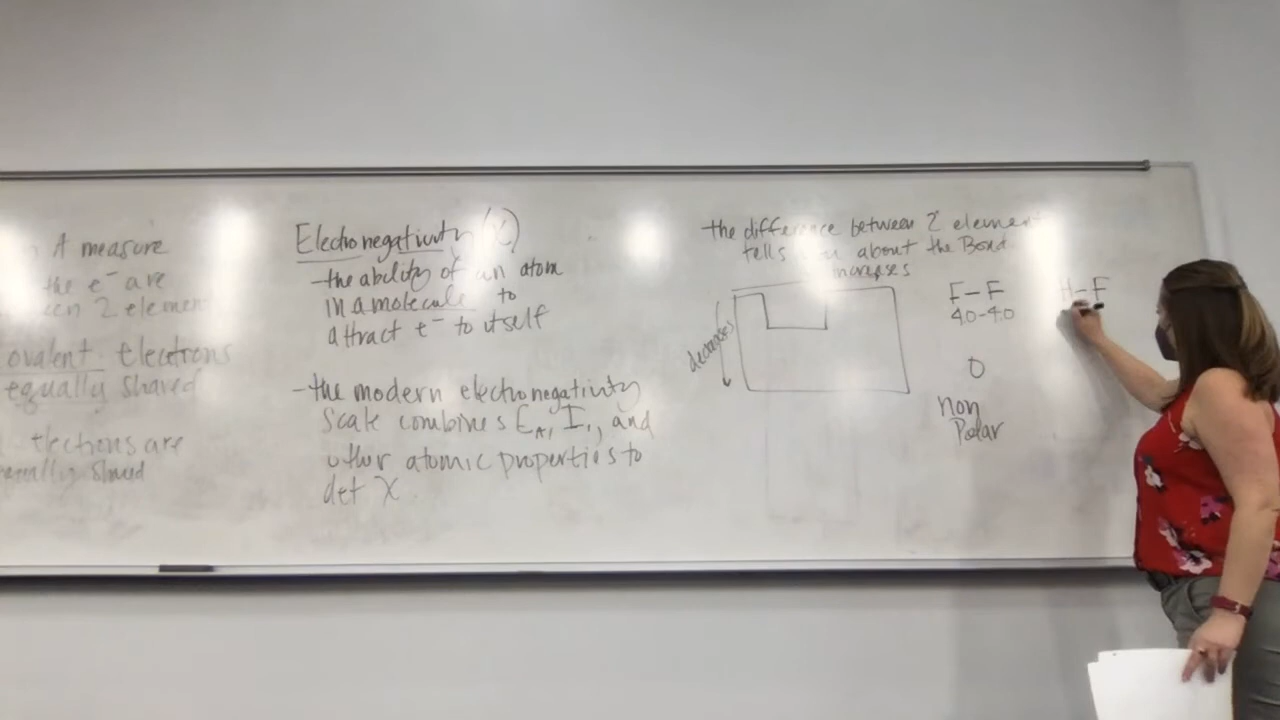 A measure
the e⁻ are
een 2 elemen
ovalent electrons
equally shared
electrons are
equally shared
Electronegativity (χ)
-the ability of an atom
in a molecule to
attract e⁻ to itself
-the modern electronegativity
scale combines E_A, I_1, and
other atomic properties to
det χ
the difference between 2 element
tells about the Bond
increases
decreases
F-F
4.0-4.0
0
non
Polar
H-F